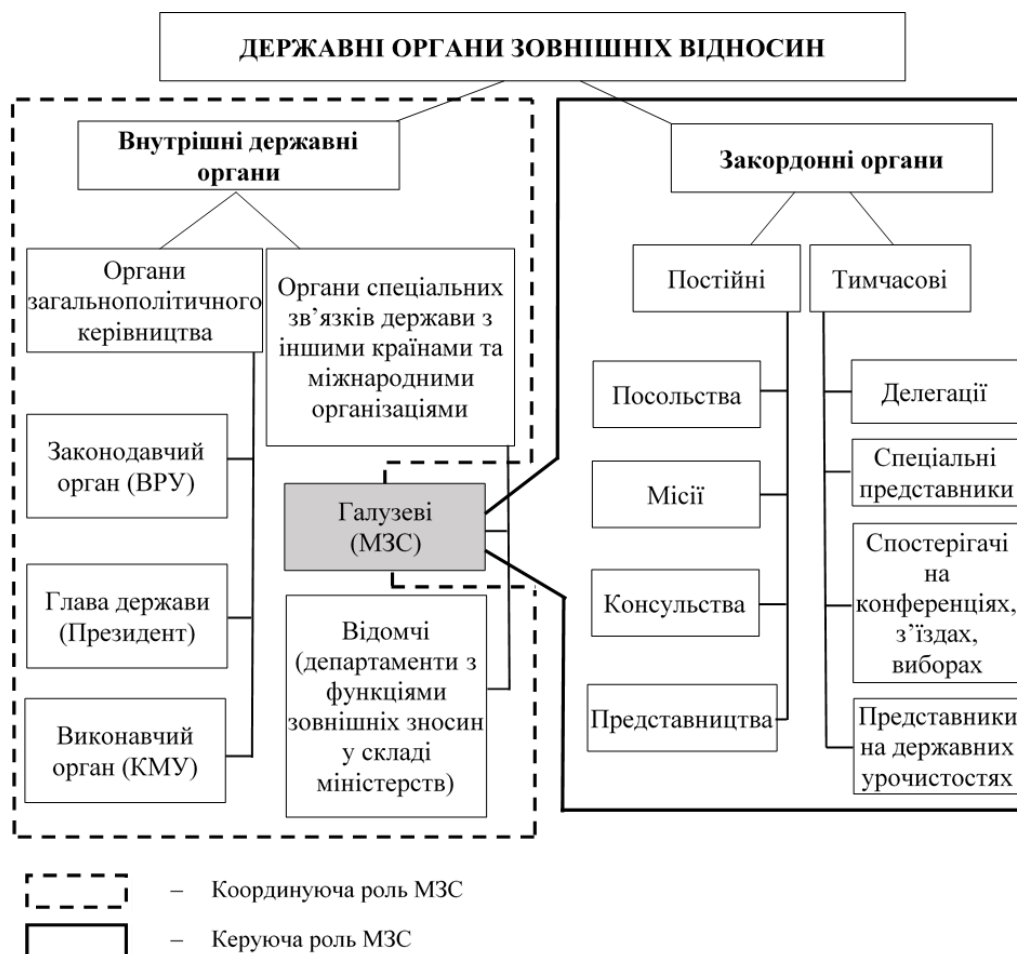 ДЕРЖАВНІ ОРГАНИ ЗОВНІШНІХ ВІДНОСИН
Внутрішні державні
органи
Органи
загальнополітичного
керівництва
Законодавчий
орган (ВРУ)
Глава держави
(Президент)
Виконавчий
орган (КМУ)
Органи спеціальних
зв’язків держави з
іншими країнами та
міжнародними
організаціями
Галузеві
(МЗС)
Відомчі
(департаменти з
функціями
зовнішніх зносин
у складі
міністерств)
Закордонні органи
Постійні
Посольства
Місії
Консульства
Представництва
Тимчасові
Делегації
Спеціальні
представники
Спостерігачі
на
конференціях,
з’їздах,
виборах
Представники
на державних
урочистостях
– Координуюча роль МЗС
– Керуюча роль МЗС